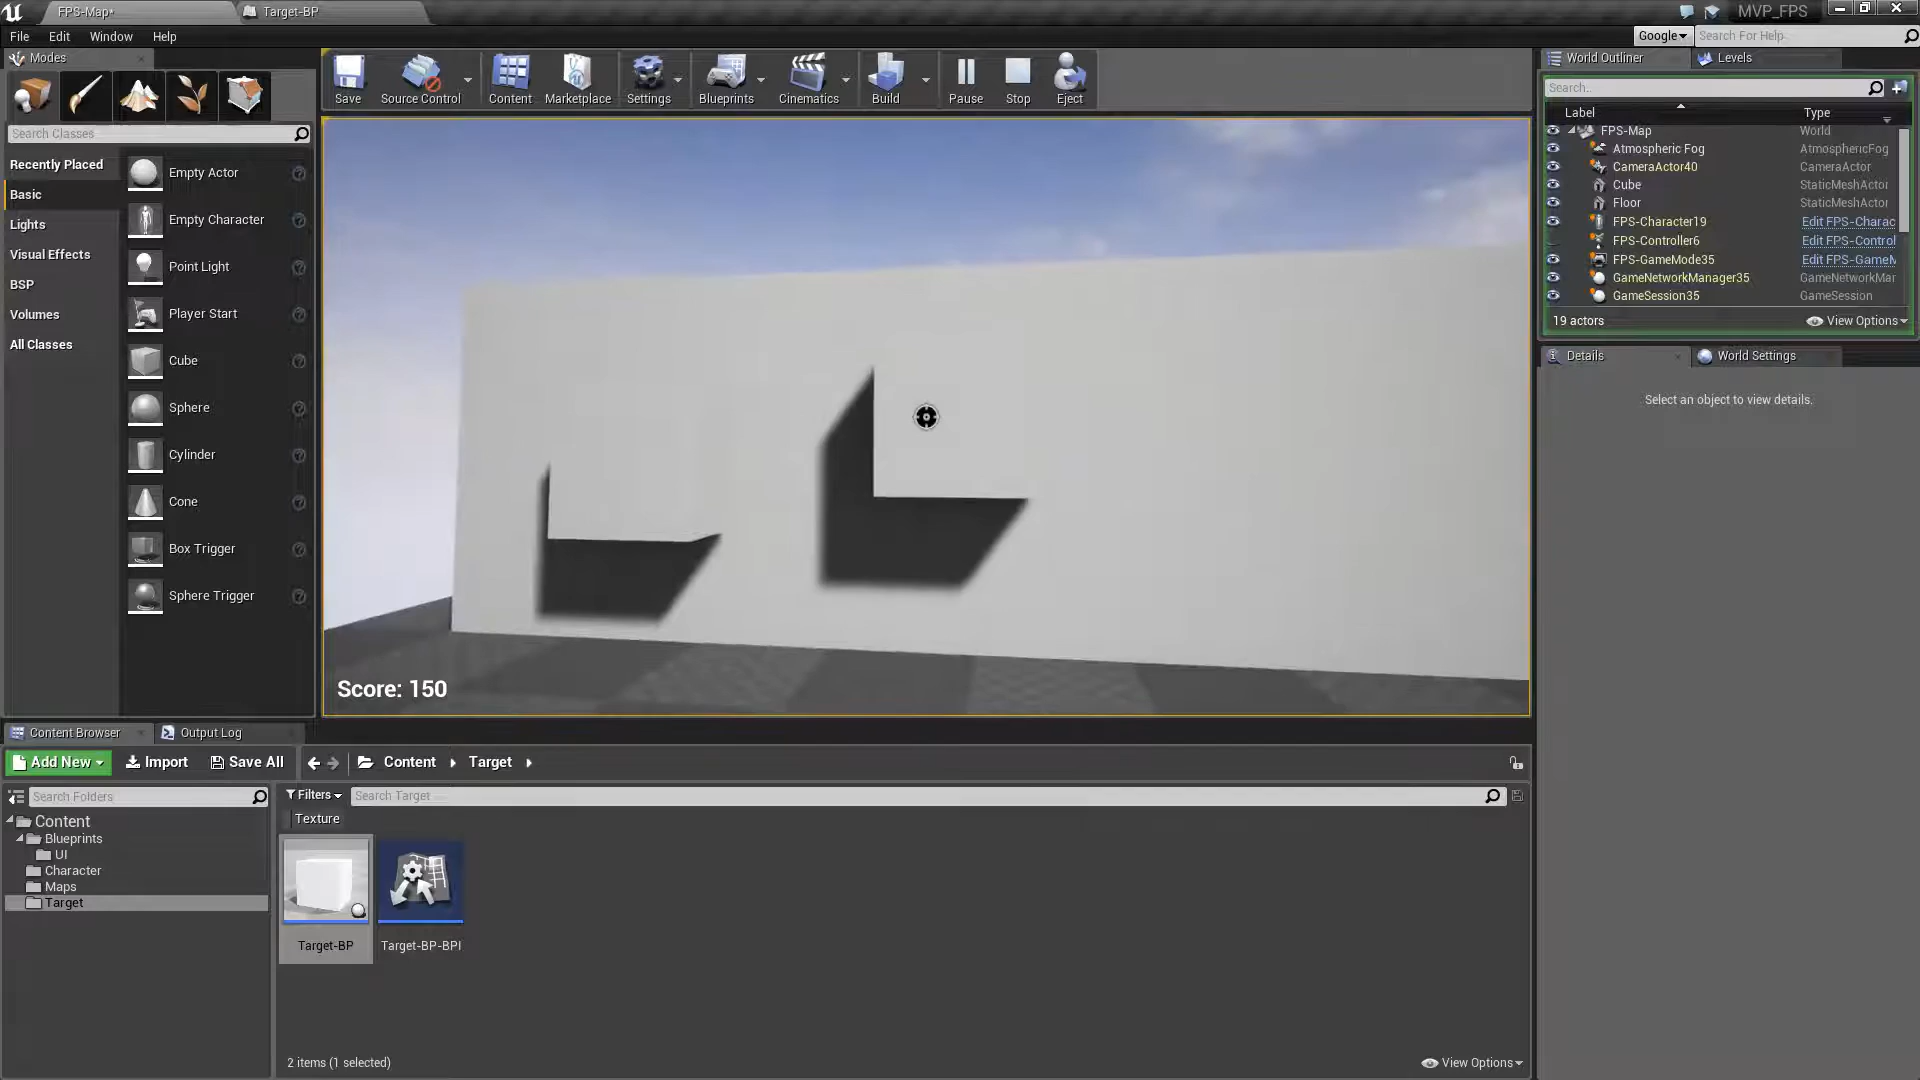 FPS-Map*
Target-BP
MVP_FPS
File
Edit
Window
Help
Google
Search For Help
Modes
Save
Source Control
Content
Marketplace
Settings
Blueprints
Cinematics
Build
Pause
Stop
Eject
Search Classes
Recently Placed
Basic
Lights
Visual Effects
BSP
Volumes
All Classes
Empty Actor
Empty Character
Point Light
Player Start
Cube
Sphere
Cylinder
Cone
Box Trigger
Sphere Trigger
Score: 150
World Outliner
Levels
Search..
Label
Type
FPS-Map World
Atmospheric Fog AtmosphericFog
CameraActor40 CameraActor
Cube StaticMeshActor
Floor StaticMeshActor
FPS-Character19 Edit FPS-Charac
FPS-Controller6 Edit FPS-Control
FPS-GameMode35 Edit FPS-GameM
GameNetworkManager35 GameNetworkMar
GameSession35 GameSession
19 actors
View Options
Details
World Settings
Select an object to view details.
Content Browser
Output Log
Add New
Import
Save All
Content
Target
Search Folders
Content
Blueprints
UI
Character
Maps
Target
Filters
Search Target
Texture
Target-BP
Target-BP-BPI
2 items (1 selected)
View Options